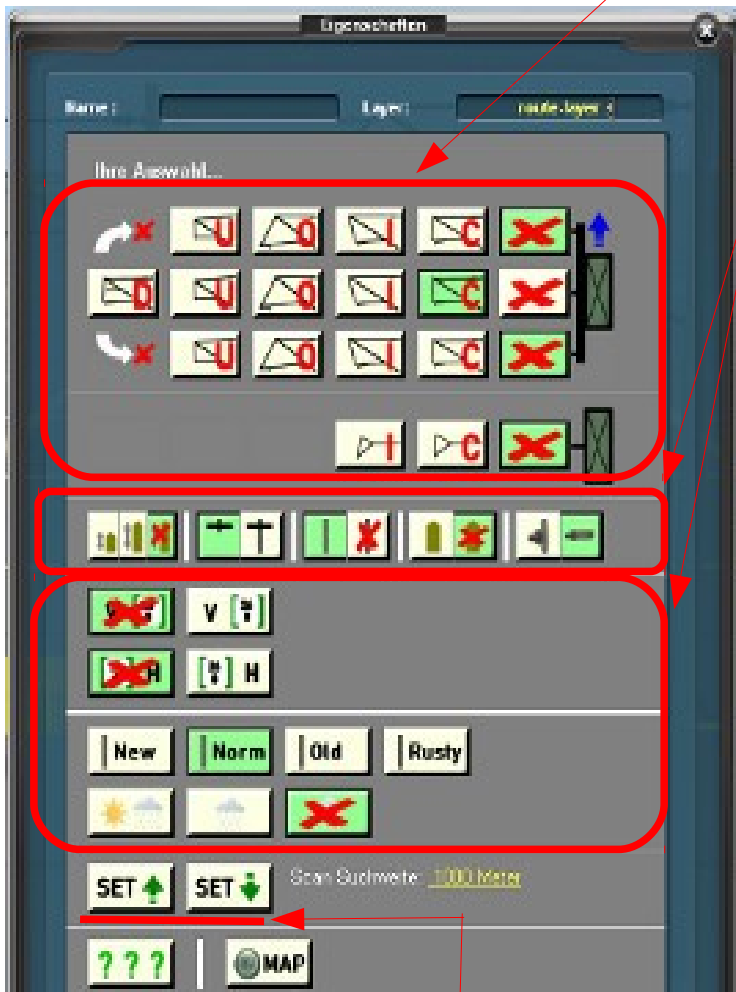 Eigenschaften
Name: Layer: route-layer
Ihre Auswahl...
U O I C
O U O I C
U O I C
I C
V
V
H
H
New Norm Old Rusty
SET SET Scan Suchweite: 1000 Meter
??? MAP